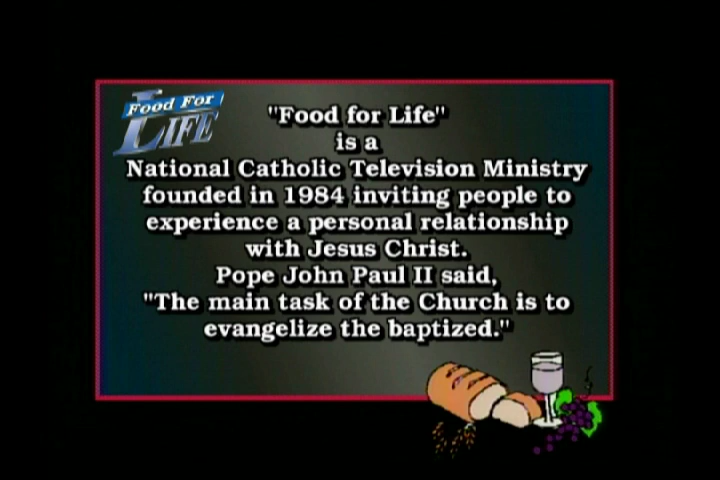 Food For
LIFE
"Food for Life"
is a
National Catholic Television Ministry
founded in 1984 inviting people to
experience a personal relationship
with Jesus Christ.
Pope John Paul II said,
"The main task of the Church is to
evangelize the baptized."